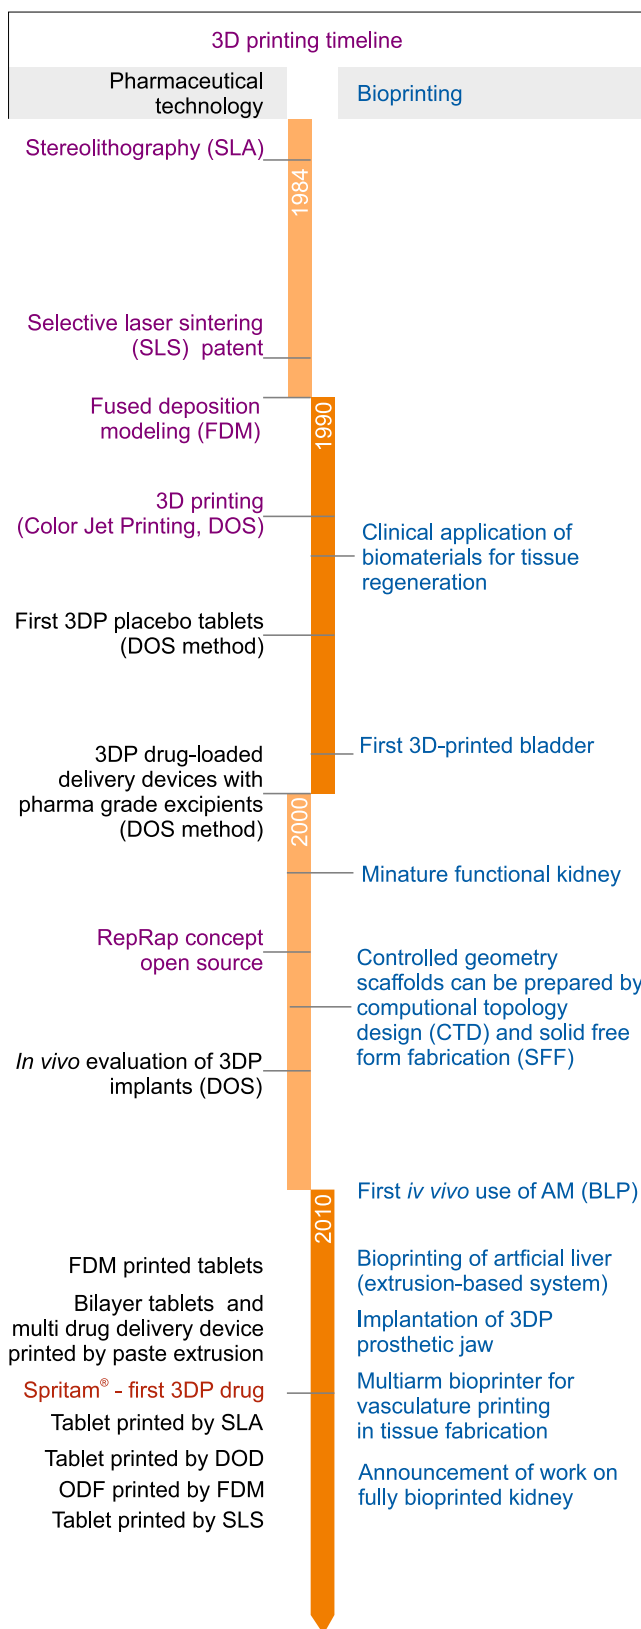 3D printing timeline
Pharmaceutical
technology
Bioprinting
Stereolithography (SLA)
1984
Selective laser sintering
(SLS) patent
Fused deposition
modeling (FDM)
1990
3D printing
(Color Jet Printing, DOS)
Clinical application of
biomaterials for tissue
regeneration
First 3DP placebo tablets
(DOS method)
First 3D-printed bladder
3DP drug-loaded
delivery devices with
pharma grade excipients
(DOS method)
2000
Minature functional kidney
RepRap concept
open source
Controlled geometry
scaffolds can be prepared by
computional topology
design (CTD) and solid free
form fabrication (SFF)
In vivo evaluation of 3DP
implants (DOS)
First iv vivo use of AM (BLP)
2010
FDM printed tablets
Bioprinting of artficial liver
(extrusion-based system)
Bilayer tablets and
multi drug delivery device
printed by paste extrusion
Implantation of 3DP
prosthetic jaw
Spritam® - first 3DP drug
Multiarm bioprinter for
vasculature printing
in tissue fabrication
Tablet printed by SLA
Tablet printed by DOD
ODF printed by FDM
Tablet printed by SLS
Announcement of work on
fully bioprinted kidney